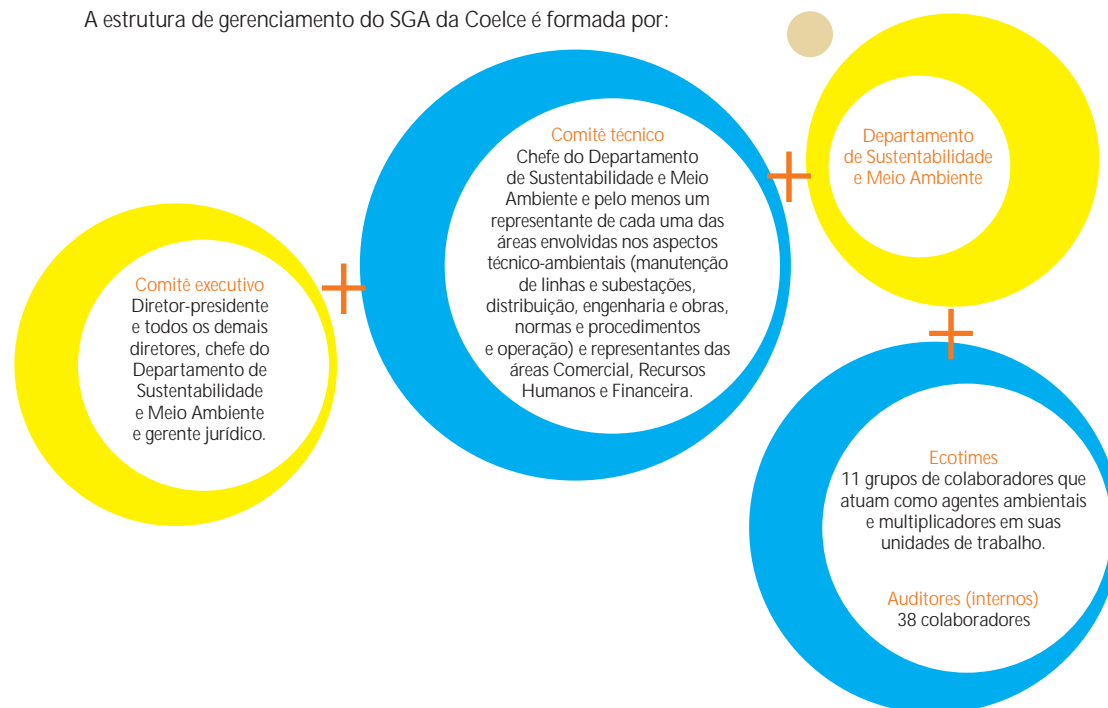 A estrutura de gerenciamento do SGA da Coelce é formada por:
Comitê executivo
Diretor-presidente
e todos os demais
diretores, chefe do
Departamento de
Sustentabilidade
e Meio Ambiente
e gerente jurídico.
Comitê técnico
Chefe do Departamento
de Sustentabilidade e Meio
Ambiente e pelo menos um
representante de cada uma das
áreas envolvidas nos aspectos
técnico-ambientais (manutenção
de linhas e subestações,
distribuição, engenharia e obras,
normas e procedimentos
e operação) e representantes das
áreas Comercial, Recursos
Humanos e Financeira.
Departamento
de Sustentabilidade
e Meio Ambiente
Ecotimes
11 grupos de colaboradores que
atuam como agentes ambientais
e multiplicadores em suas
unidades de trabalho.
Auditores (internos)
38 colaboradores